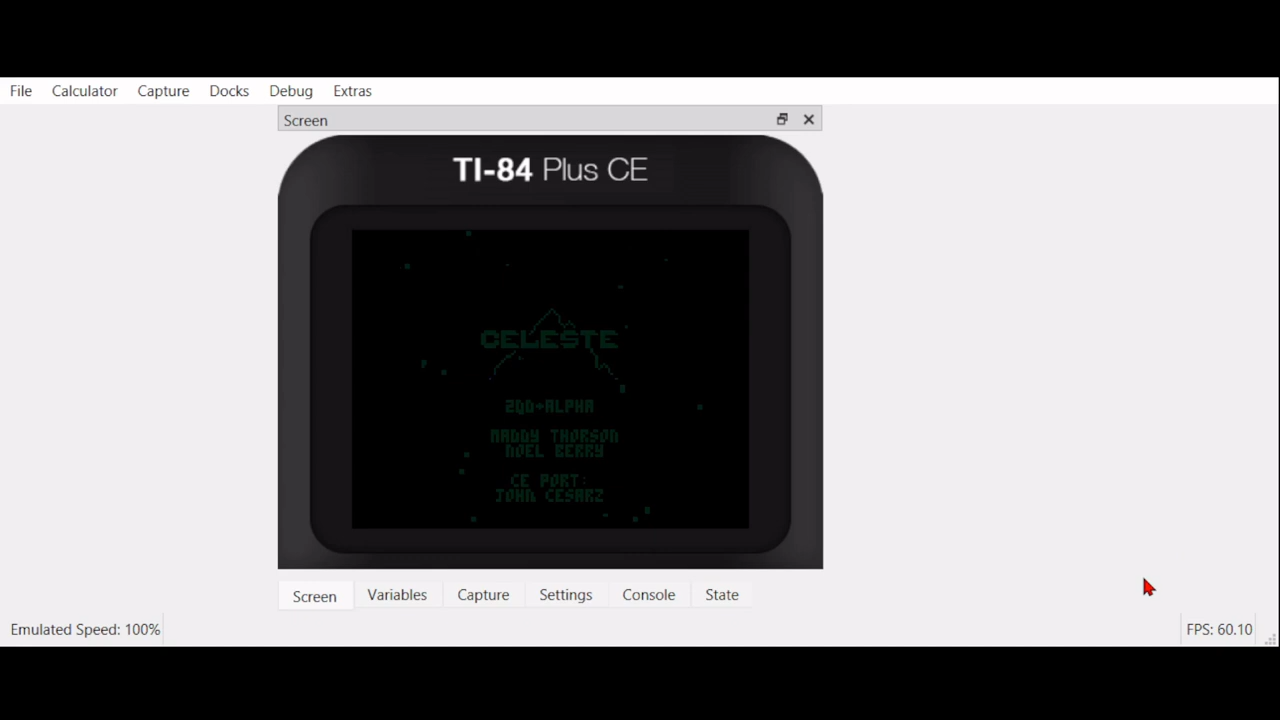 File Calculator Capture Docks Debug Extras
Screen
TI-84 Plus CE
CELESTE
2ND+ALPHA
MADDY THORSON
NOEL BERRY
CE PORT:
JOHN CESARZ
Screen Variables Capture Settings Console State
Emulated Speed: 100%
FPS: 60.10